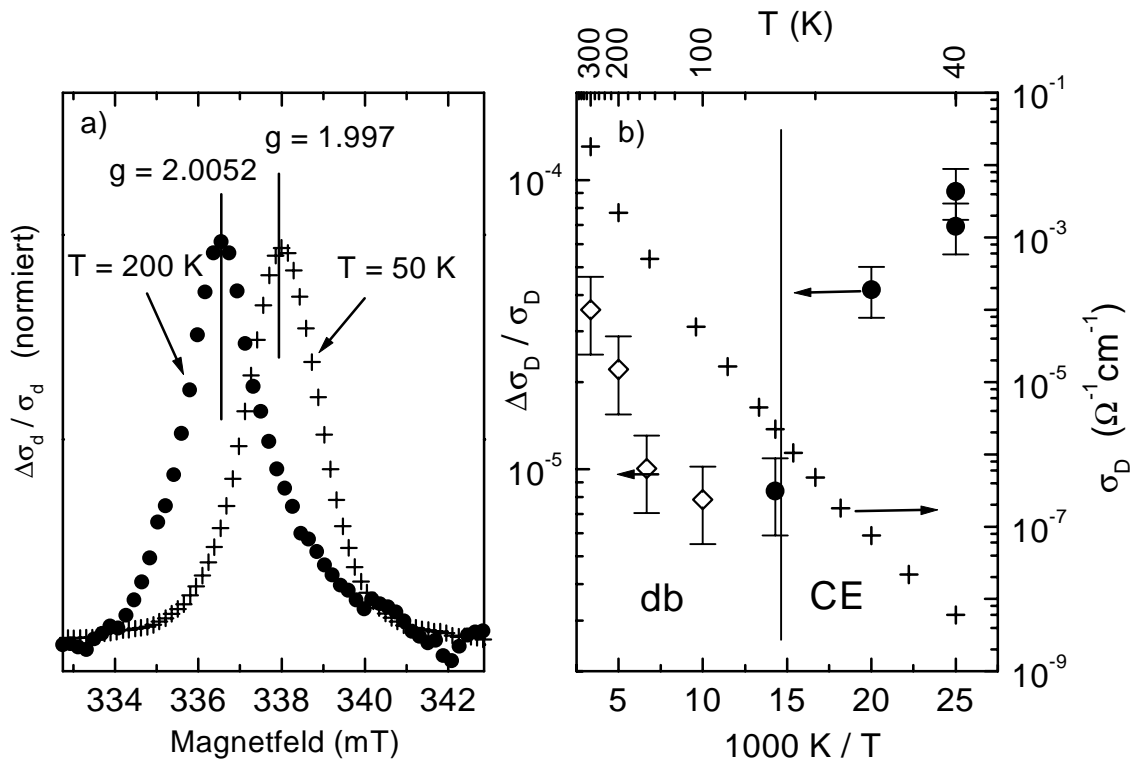 a)
g = 2.0052
g = 1.997
T = 200 K
T = 50 K
Δσd / σd (normiert)
334 336 338 340 342
Magnetfeld (mT)
T (K)
300 200 100 40
b)
10-4
10-5
ΔσD / σD
db
CE
10-1
10-3
10-5
10-7
10-9
σD (Ω-1cm-1)
5 10 15 20 25
1000 K / T